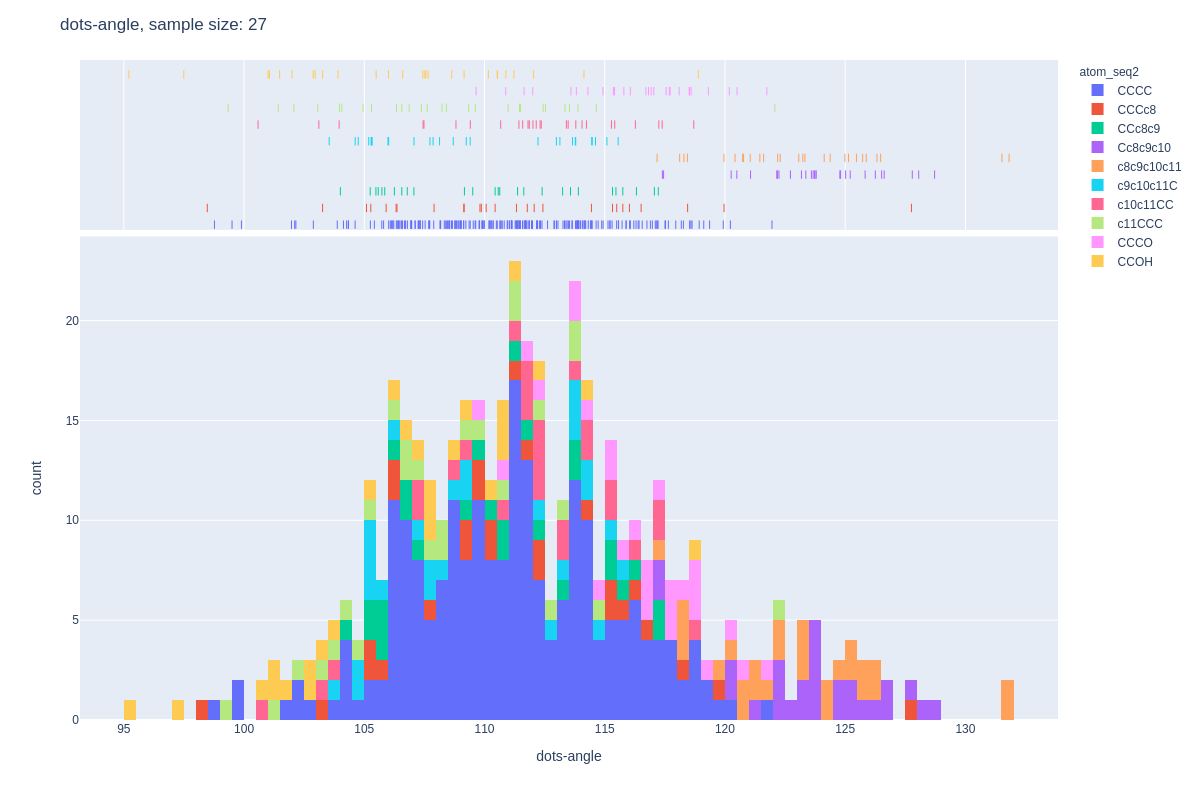 dots-angle, sample size: 27
atom_seq2
CCCC
CCCc8
CCc8c9
Cc8c9c10
c8c9c10c11
c9c10c11C
c10c11CC
c11CCC
CCCO
CCOH
20
15
10
5
0
count
95
100
105
110
115
120
125
130
dots-angle